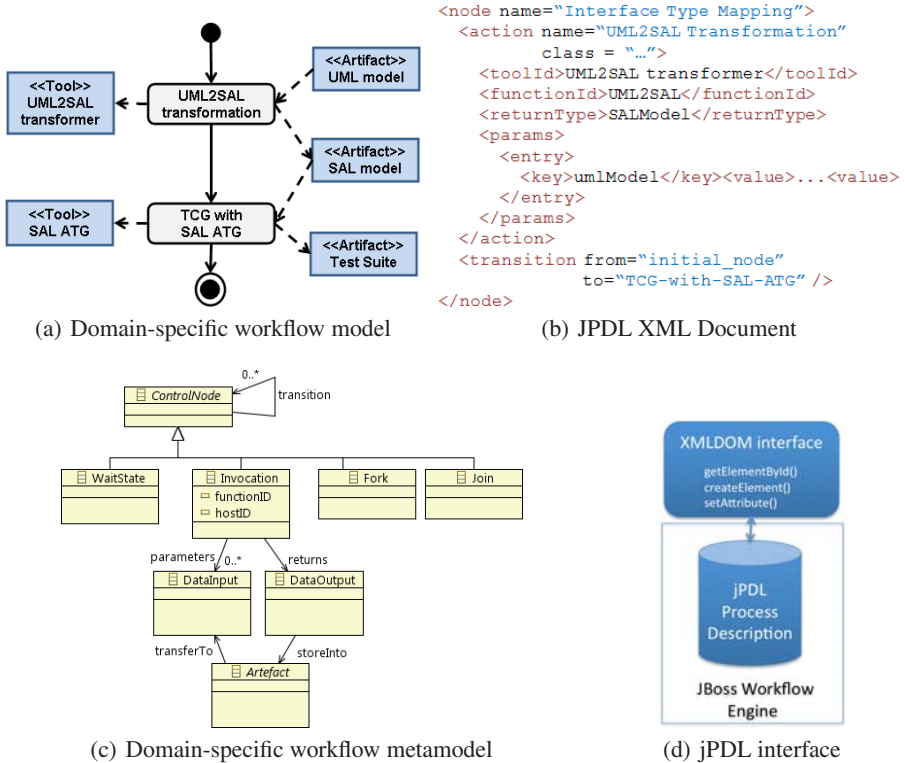 <<Artifact>>
UML model
<<Tool>>
UML2SAL
transformer
UML2SAL
transformation
<<Artifact>>
SAL model
<<Tool>>
SAL ATG
TCG with
SAL ATG
<<Artifact>>
Test Suite
(a) Domain-specific workflow model
<node name=“Interface Type Mapping”>
<action name=“UML2SAL Transformation”
class = “…”>
<toolId>UML2SAL transformer</toolId>
<functionId>UML2SAL</functionId>
<returnType>SALModel</returnType>
<params>
<entry>
<key>umlModel</key><value>...<value>
</entry>
</params>
</action>
<transition from=“initial_node”
to=“TCG-with-SAL-ATG” />
</node>
(b) JPDL XML Document
0..*
ControlNode
transition
WaitState
Invocation
functionID
hostID
Fork
Join
parameters
0..*
returns
DataInput
DataOutput
transferTo
storeInto
Artefact
(c) Domain-specific workflow metamodel
XMLDOM interface
getElementById()
createElement()
setAttribute()
jPDL
Process
Description
JBoss Workflow
Engine
(d) jPDL interface